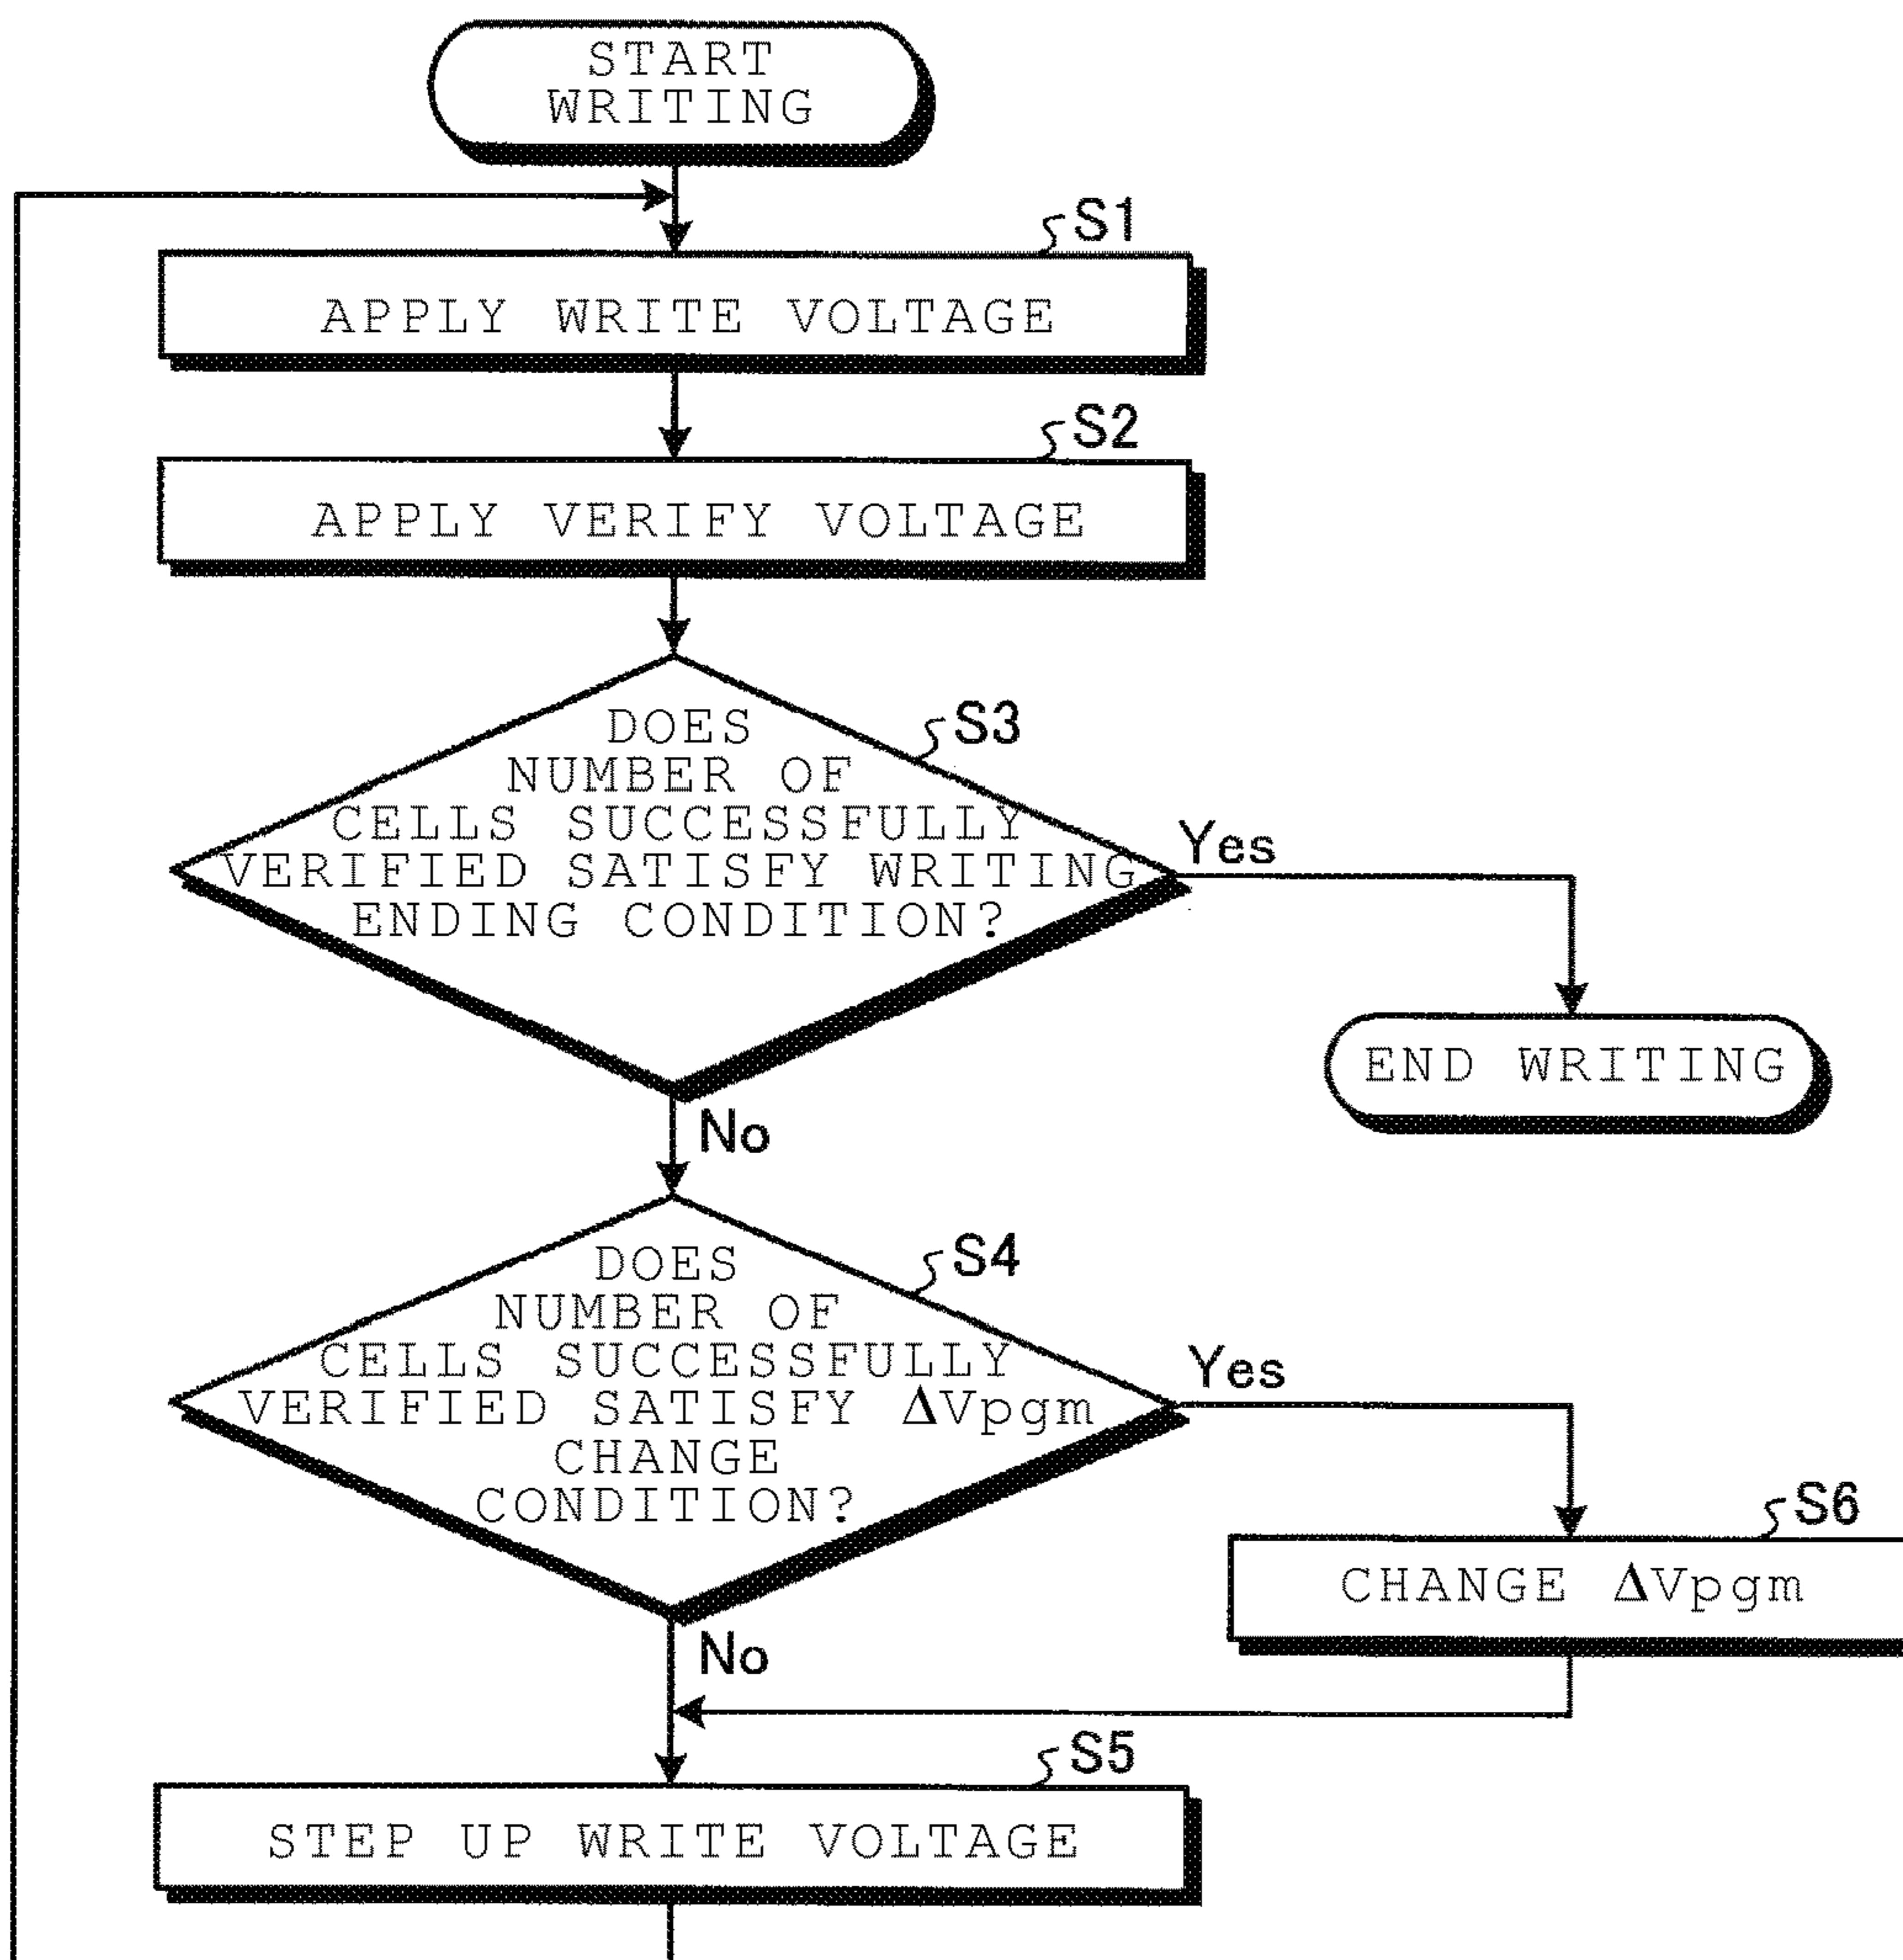 START
WRITING
S1
APPLY WRITE VOLTAGE
S2
APPLY VERIFY VOLTAGE
S3
DOES
NUMBER OF
CELLS SUCCESSFULLY
VERIFIED SATISFY WRITING
ENDING CONDITION?
Yes
END WRITING
No
S4
DOES
NUMBER OF
CELLS SUCCESSFULLY
VERIFIED SATISFY ΔVpgm
CHANGE
CONDITION?
Yes
S6
CHANGE ΔVpgm
No
S5
STEP UP WRITE VOLTAGE